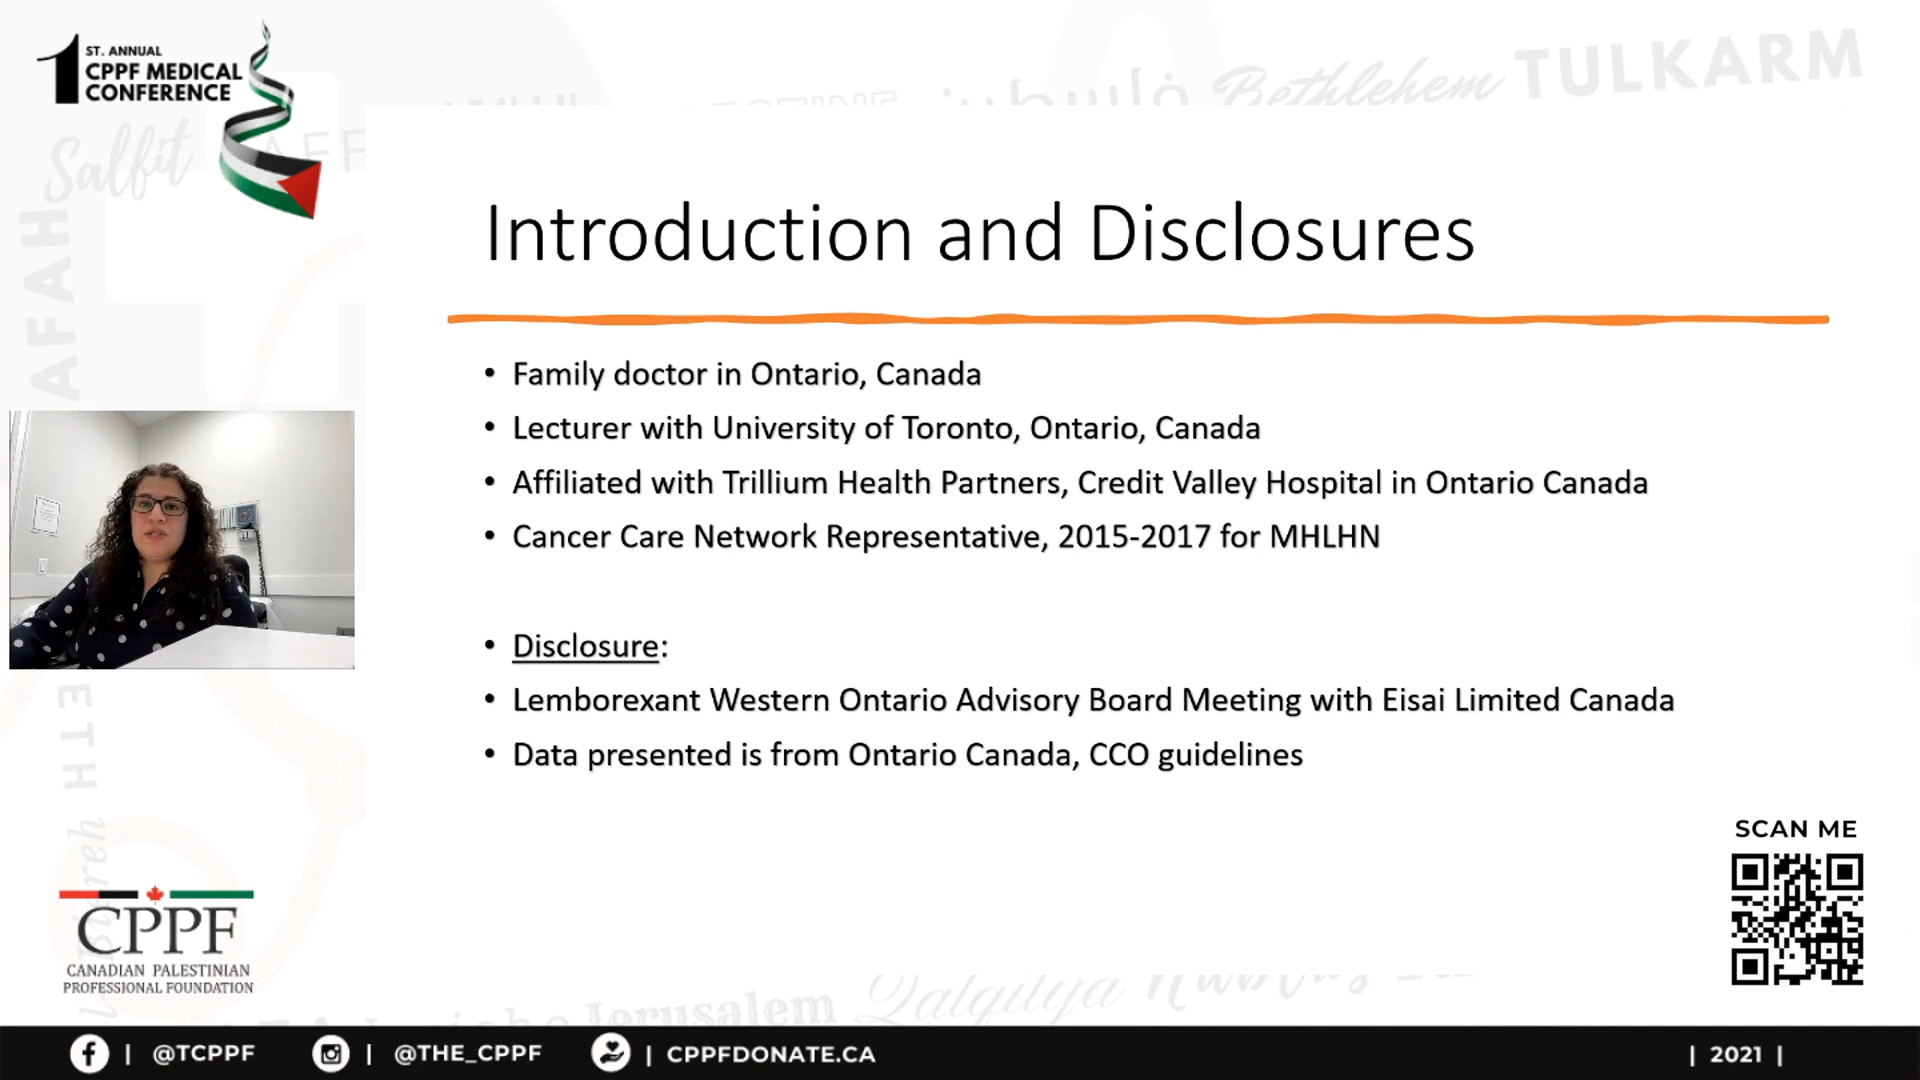 1 ST. ANNUAL
CPPF MEDICAL
CONFERENCE
Bethlehem TULKARM
Salfit
Introduction and Disclosures
• Family doctor in Ontario, Canada
• Lecturer with University of Toronto, Ontario, Canada
• Affiliated with Trillium Health Partners, Credit Valley Hospital in Ontario Canada
• Cancer Care Network Representative, 2015-2017 for MHLHN
• Disclosure:
• Lemborexant Western Ontario Advisory Board Meeting with Eisai Limited Canada
• Data presented is from Ontario Canada, CCO guidelines
SCAN ME
CPPF
CANADIAN PALESTINIAN
PROFESSIONAL FOUNDATION
Jerusalem Qalqilya
| @TCPPF
| @THE_CPPF
| CPPFDONATE.CA
| 2021 |